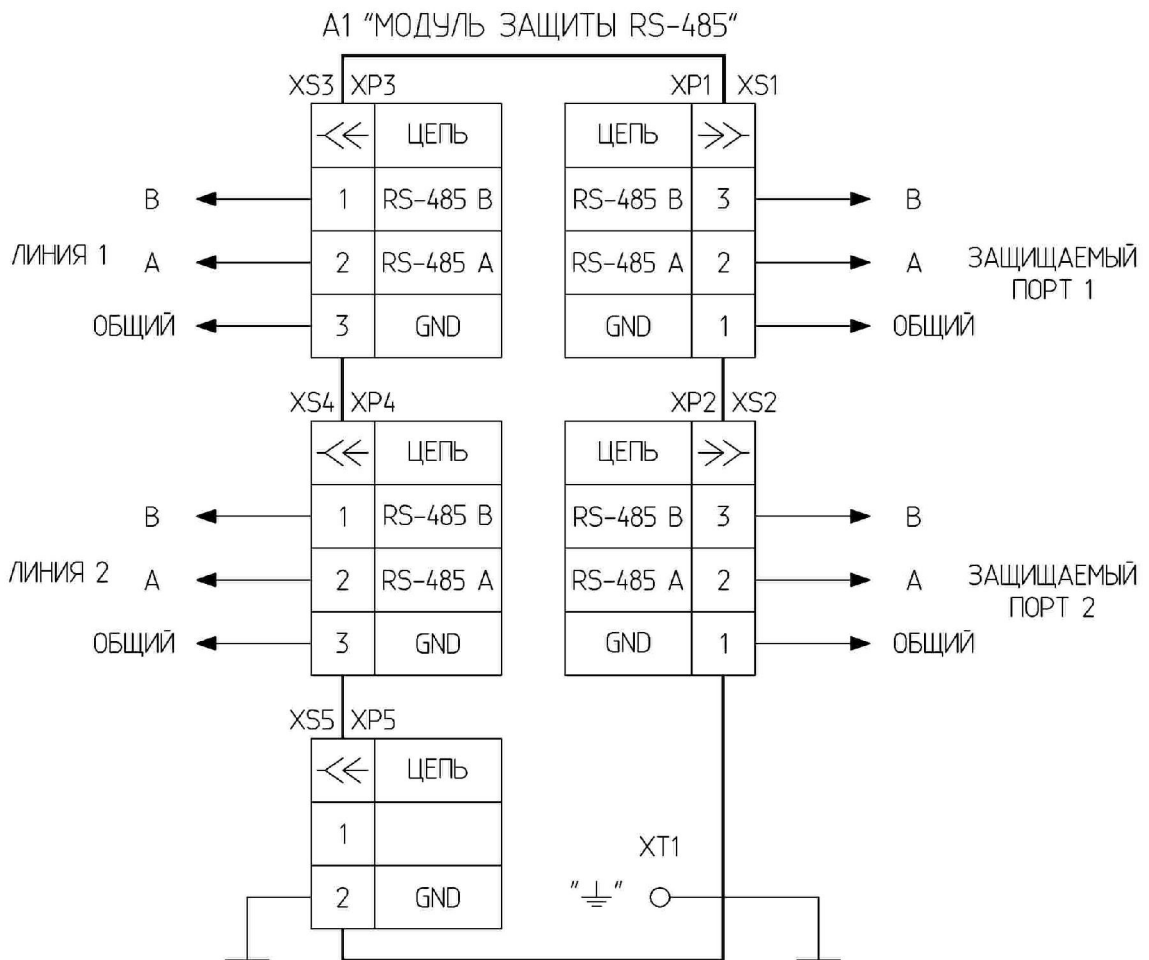 A1 "МОДУЛЬ ЗАЩИТЫ RS-485"
XS3 XP3 XP1 XS1
ЦЕПЬ ЦЕПЬ
B 1 RS-485 B RS-485 B 3 B
ЛИНИЯ 1 A 2 RS-485 A RS-485 A 2 A ЗАЩИЩАЕМЫЙ
ПОРТ 1
ОБЩИЙ 3 GND GND 1 ОБЩИЙ
XS4 XP4 XP2 XS2
ЦЕПЬ ЦЕПЬ
B 1 RS-485 B RS-485 B 3 B
ЛИНИЯ 2 A 2 RS-485 A RS-485 A 2 A ЗАЩИЩАЕМЫЙ
ПОРТ 2
ОБЩИЙ 3 GND GND 1 ОБЩИЙ
XS5 XP5
ЦЕПЬ
1
XT1
2 GND "⏚"